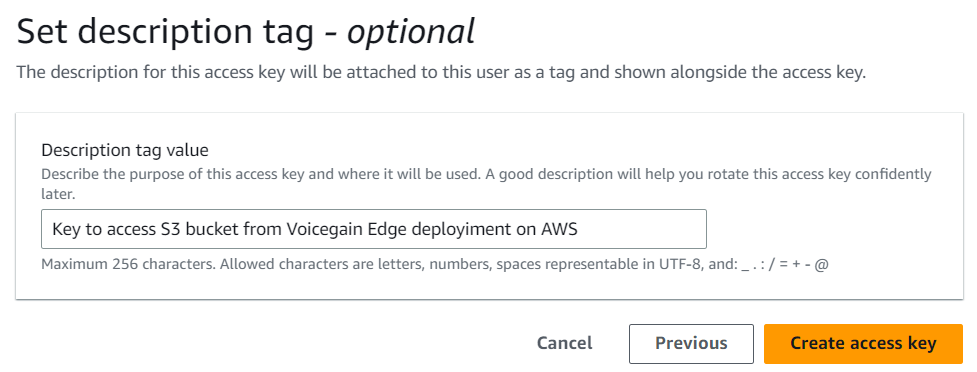 Set description tag - optional
The description for this access key will be attached to this user as a tag and shown alongside the access key.
Description tag value
Describe the purpose of this access key and where it will be used. A good description will help you rotate this access key confidently
later.
Key to access S3 bucket from Voicegain Edge deployiment on AWS
Maximum 256 characters. Allowed characters are letters, numbers, spaces representable in UTF-8, and: _ . : / = + - @
Cancel Previous Create access key